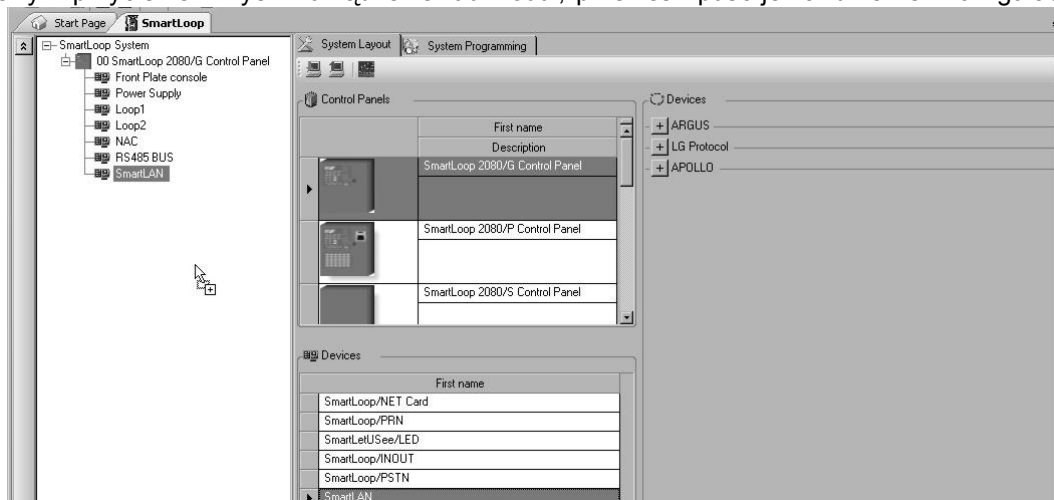 Start Page
SmartLoop
SmartLoop System
00 SmartLoop 2080/G Control Panel
Front Plate console
Power Supply
Loop1
Loop2
NAC
RS485 BUS
SmartLAN
System Layout
System Programming
Control Panels
First name
Description
SmartLoop 2080/G Control Panel
SmartLoop 2080/P Control Panel
SmartLoop 2080/S Control Panel
Devices
First name
SmartLoop/NET Card
SmartLoop/PRN
SmartLetUSee/LED
SmartLoop/INOUT
SmartLoop/PSTN
SmartLAN
Devices
ARGUS
LG Protocol
APOLLO